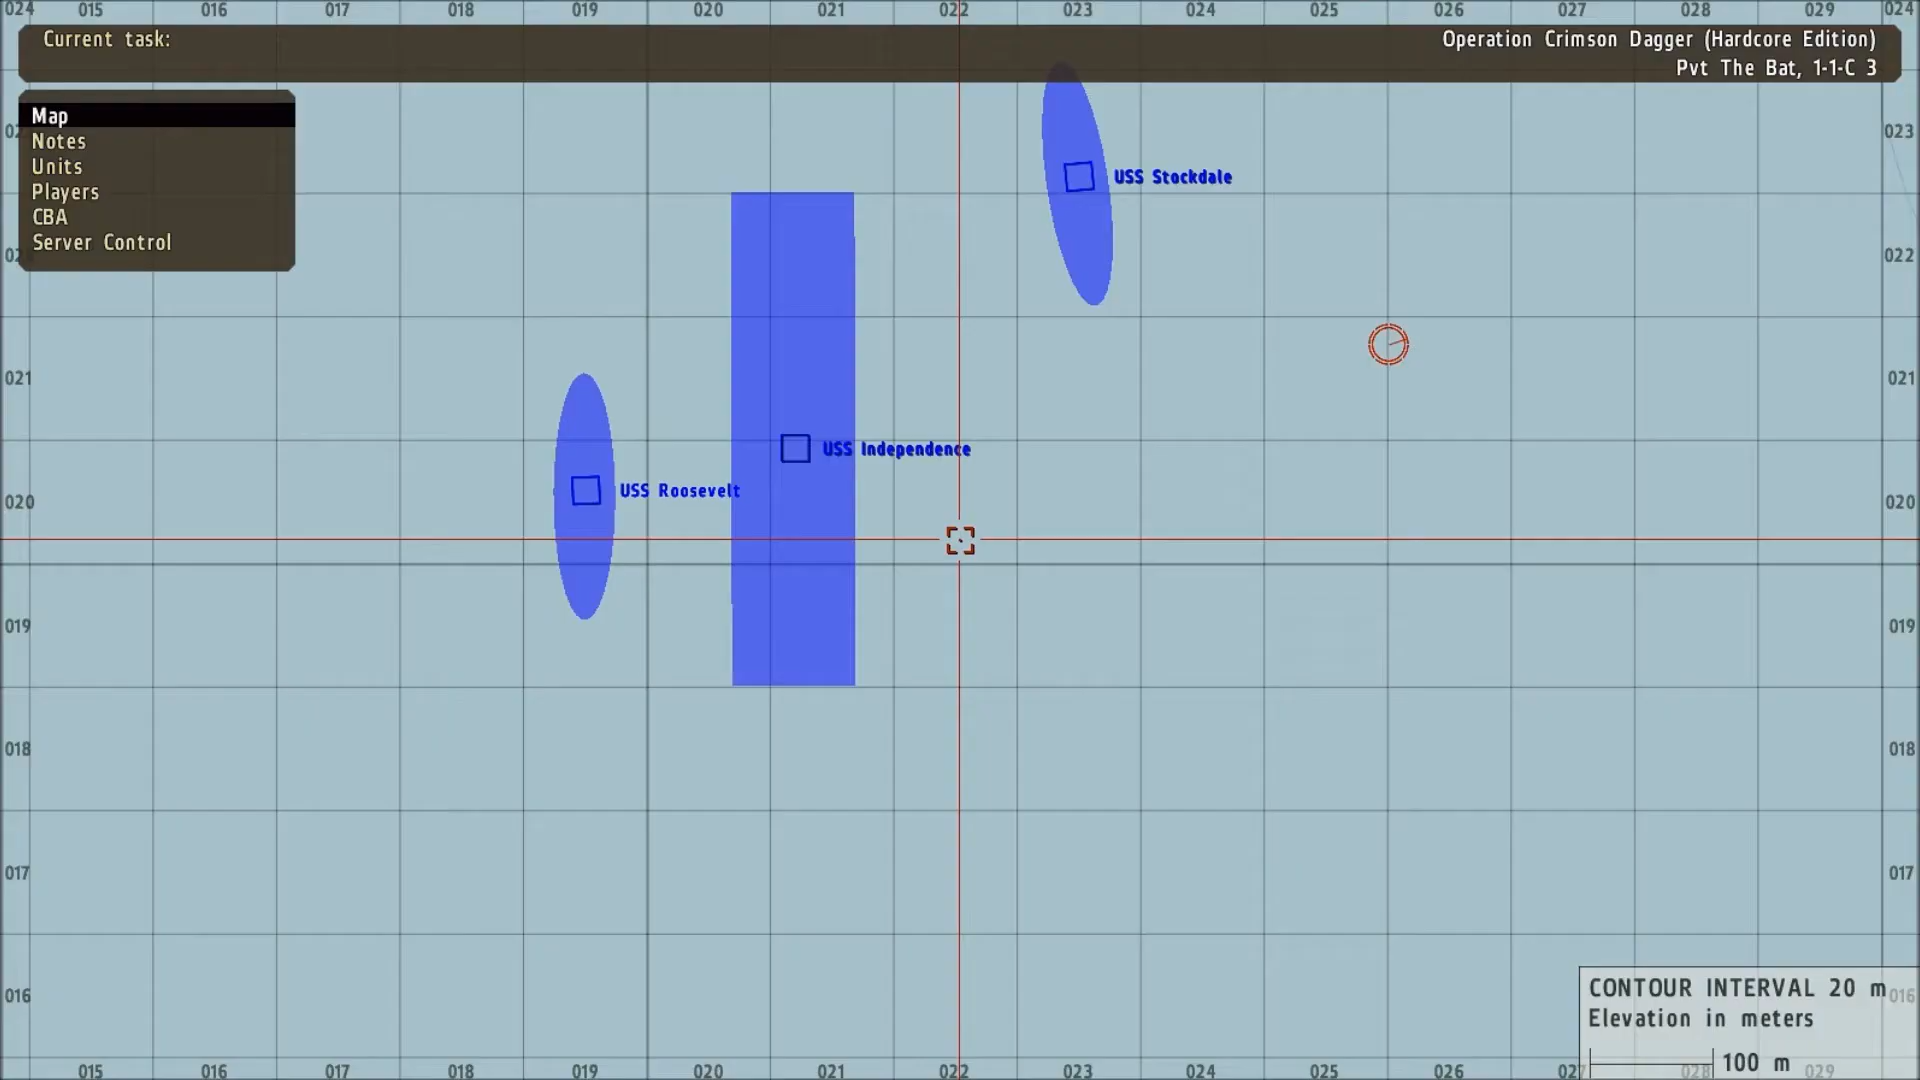 024 015 016 017 018 019 020 021 022 023 024 025 026 027 028 029 024
Current task:
Operation Crimson Dagger (Hardcore Edition)
Pvt The Bat, 1-1-C 3
Map
Notes
Units
Players
CBA
Server Control
023
USS Stockdale
022
021 021
USS Independence
USS Roosevelt
020 020
019 019
018 018
017 017
016 016
CONTOUR INTERVAL 20 m
Elevation in meters
100 m
015 016 017 018 019 020 021 022 023 024 025 026 027 028 029